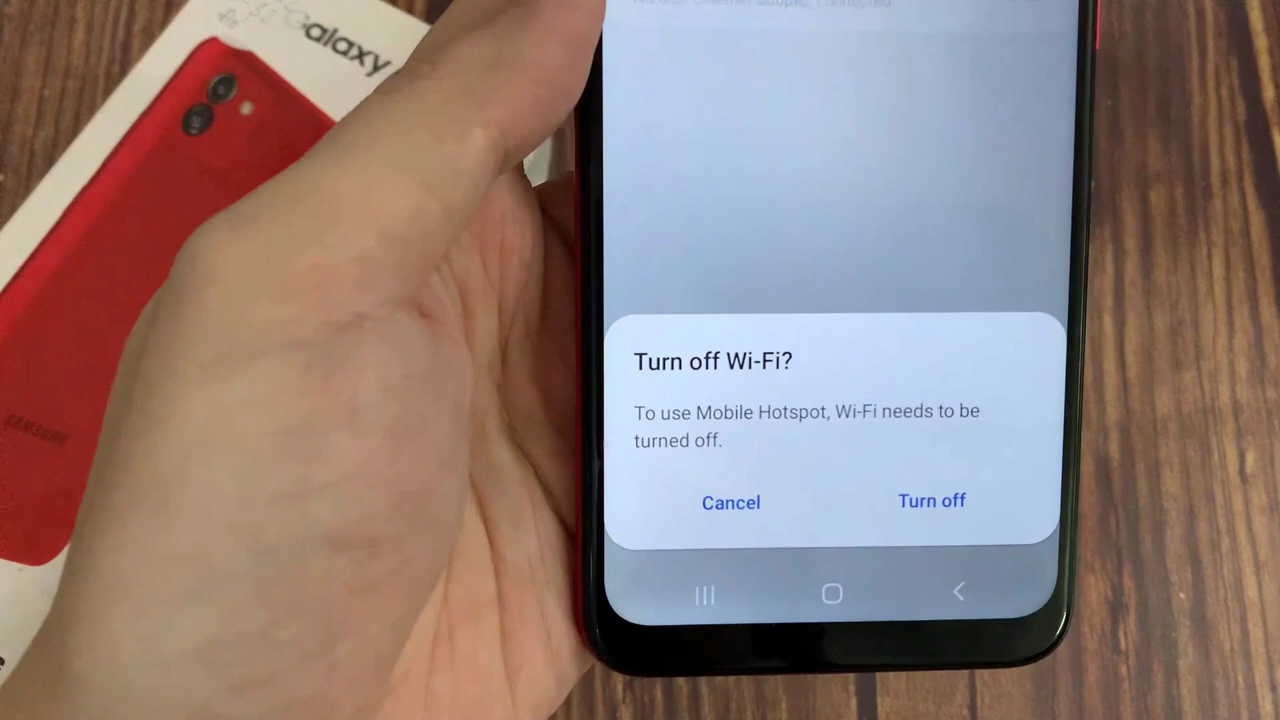 Galaxy
SAMSUNG
Turn off Wi-Fi?
To use Mobile Hotspot, Wi-Fi needs to be
turned off.
Cancel
Turn off